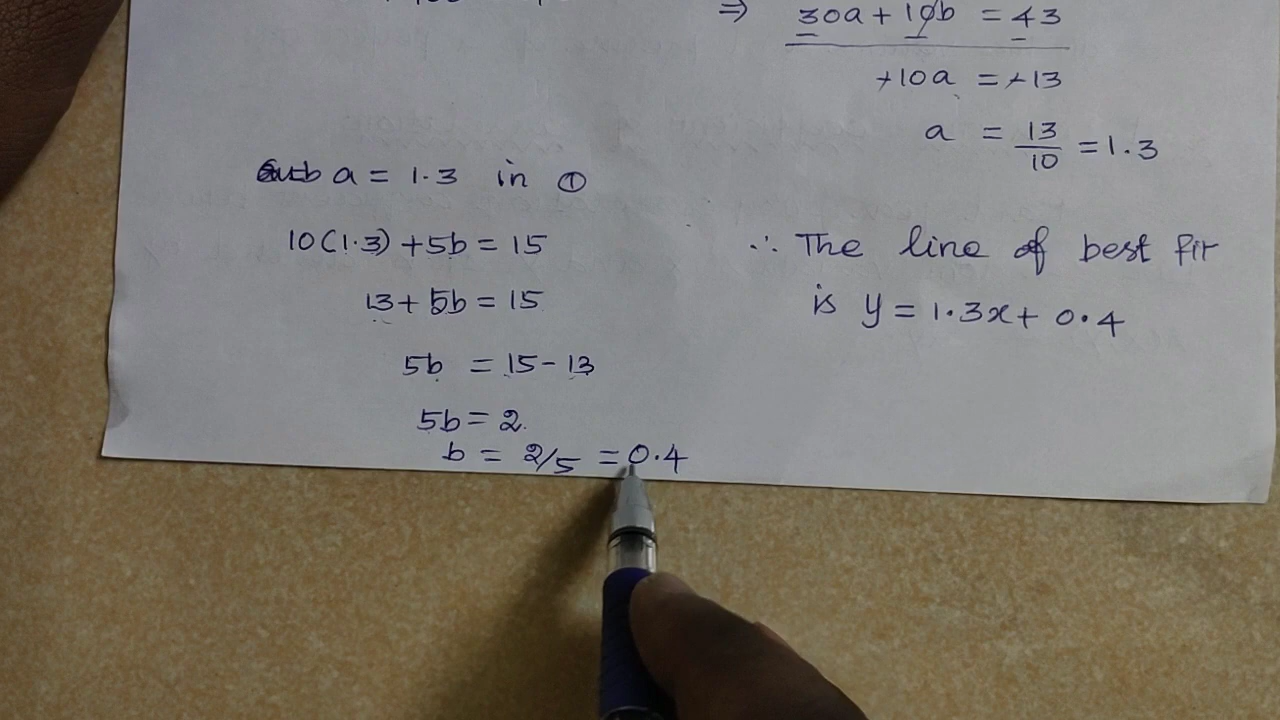 ⇒ 30a + 10b = 43
+10a = +13
a = 13/10 = 1.3
Sub a = 1.3 in ①
10(1.3) + 5b = 15
13 + 5b = 15
5b = 15 - 13
5b = 2
b = 2/5 = 0.4
∴ The line of best fit
is y = 1.3x + 0.4